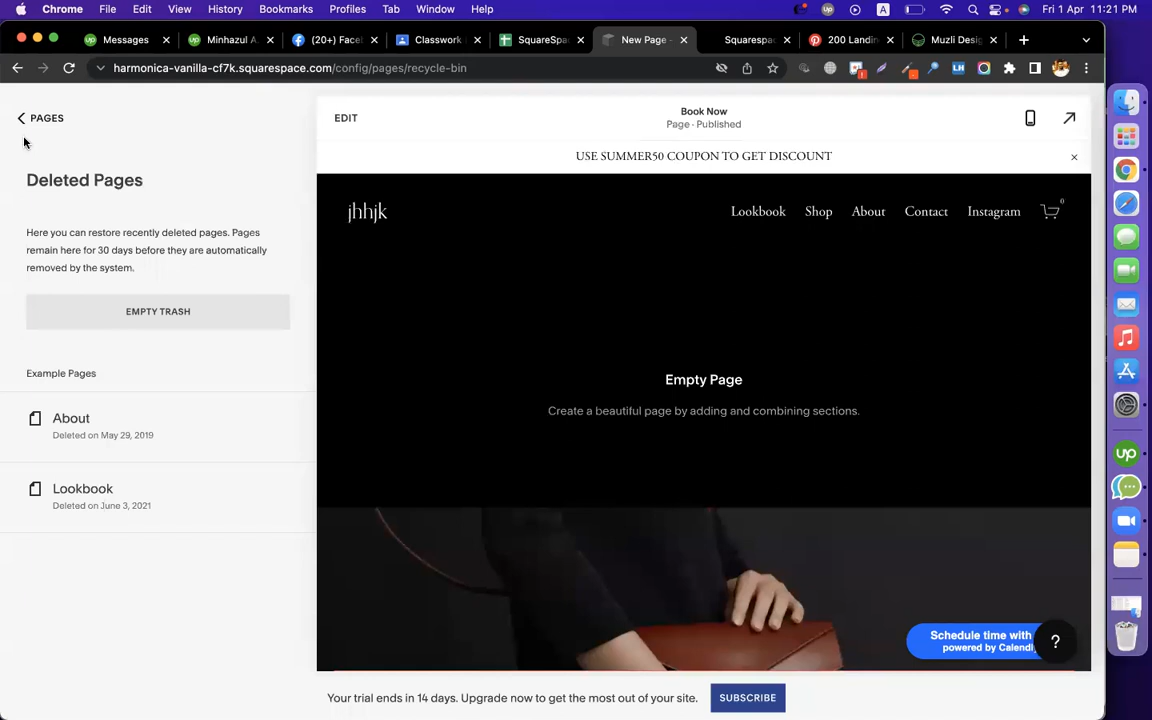 Chrome File Edit View History Bookmarks Profiles Tab Window Help Fri 1 Apr 11:21 PM
Messages Minhazul A. (20+) Face Classwork SquareSp New Page - Squarespa 200 Landin Muzli Desi
harmonica-vanilla-cf7k.squarespace.com/config/pages/recycle-bin
PAGES
Deleted Pages
Here you can restore recently deleted pages. Pages
remain here for 30 days before they are automatically
removed by the system.
EMPTY TRASH
Example Pages
About
Deleted on May 29, 2019
Lookbook
Deleted on June 3, 2021
EDIT
Book Now
Page · Published
USE SUMMER50 COUPON TO GET DISCOUNT
jhhjk Lookbook Shop About Contact Instagram 0
Empty Page
Create a beautiful page by adding and combining sections.
Schedule time with
powered by Calendl
?
Your trial ends in 14 days. Upgrade now to get the most out of your site. SUBSCRIBE